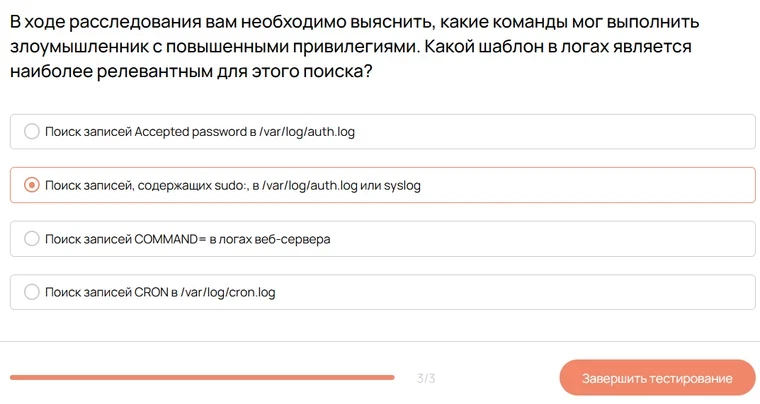 В ходе расследования вам необходимо выяснить, какие команды мог выполнить
злоумышленник с повышенными привилегиями. Какой шаблон в логах является
наиболее релевантным для этого поиска?
Поиск записей Accepted password в /var/log/auth.log
Поиск записей, содержащих sudo:, в /var/log/auth.log или syslog
Поиск записей COMMAND= в логах веб-сервера
Поиск записей CRON в /var/log/cron.log
3/3
Завершить тестирование